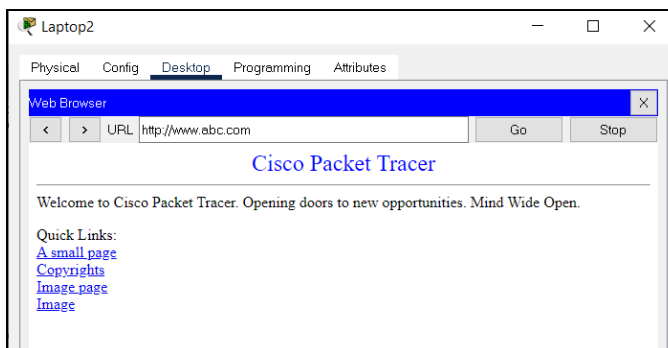 Laptop2
Physical Config Desktop Programming Attributes
Web Browser X
< > URL http://www.abc.com Go Stop
Cisco Packet Tracer
Welcome to Cisco Packet Tracer. Opening doors to new opportunities. Mind Wide Open.
Quick Links:
A small page
Copyrights
Image page
Image